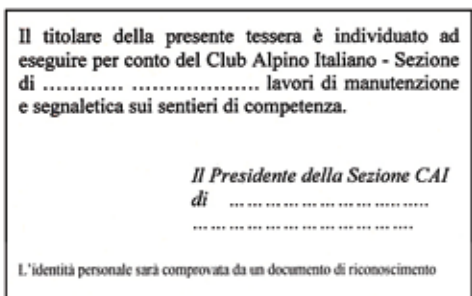 Il titolare della presente tessera è individuato ad
eseguire per conto del Club Alpino Italiano - Sezione
di ………… ……………….. lavori di manutenzione
e segnaletica sui sentieri di competenza.
Il Presidente della Sezione CAI
di ……………………….....
……………………………….
L'identità personale sarà comprovata da un documento di riconoscimento